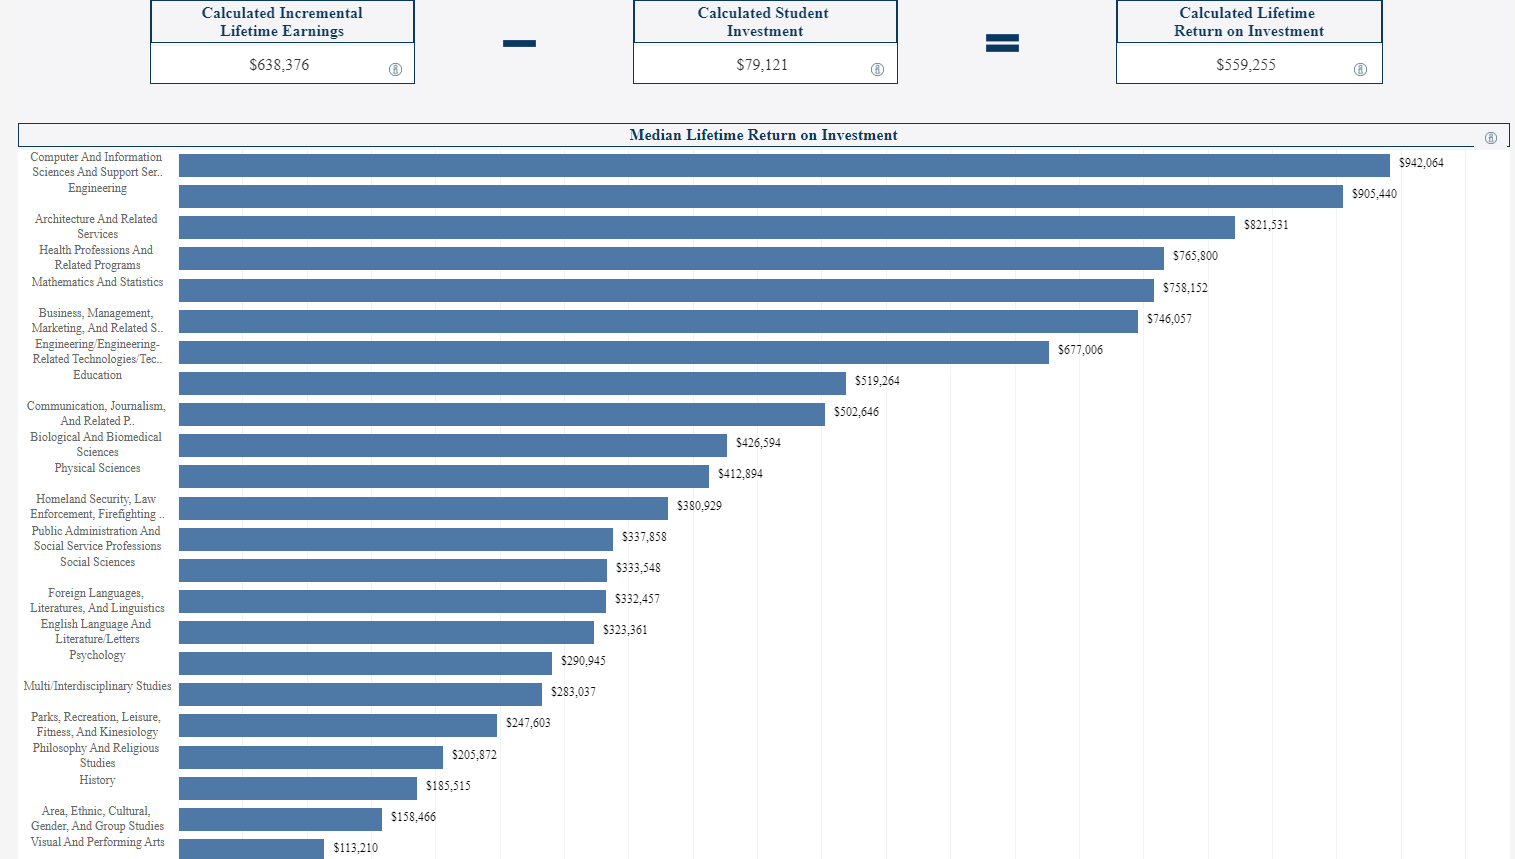 Calculated Incremental
Lifetime Earnings
$638,376
Calculated Student
Investment
$79,121
Calculated Lifetime
Return on Investment
$559,255
Median Lifetime Return on Investment
Computer And Information
Sciences And Support Ser..
$942,064
Engineering
$905,440
Architecture And Related
Services
$821,531
Health Professions And
Related Programs
$765,800
Mathematics And Statistics
$758,152
Business, Management,
Marketing, And Related S..
$746,057
Engineering/Engineering-
Related Technologies/Tec..
$677,006
Education
$519,264
Communication, Journalism,
And Related P..
$502,646
Biological And Biomedical
Sciences
$426,594
Physical Sciences
$412,894
Homeland Security, Law
Enforcement, Firefighting ..
$380,929
Public Administration And
Social Service Professions
$337,858
Social Sciences
$333,548
Foreign Languages,
Literatures, And Linguistics
$332,457
English Language And
Literature/Letters
$323,361
Psychology
$290,945
Multi/Interdisciplinary Studies
$283,037
Parks, Recreation, Leisure,
Fitness, And Kinesiology
$247,603
Philosophy And Religious
Studies
$205,872
History
$185,515
Area, Ethnic, Cultural,
Gender, And Group Studies
$158,466
Visual And Performing Arts
$113,210